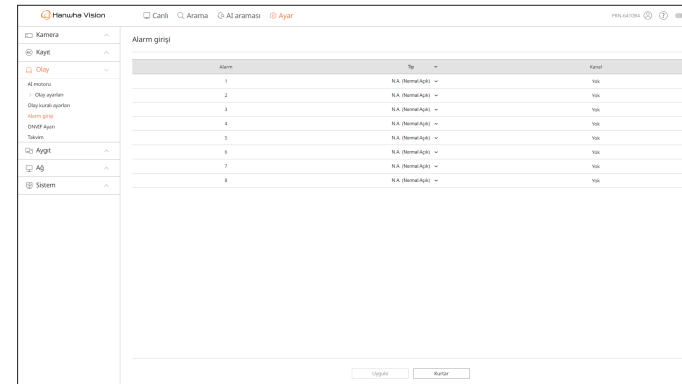 Hanwha Vision
Canlı Arama AI araması Ayar
PRN-6410B4
Kamera
Kayıt
Olay
AI motoru
Olay ayarları
Olay kuralı ayarları
Alarm girişi
ONVIF Ayarı
Takvim
Aygıt
Ağ
Sistem
Alarm girişi
Alarm Tip Kanal
1 N.A. (Normal Açık) Yok
2 N.A. (Normal Açık) Yok
3 N.A. (Normal Açık) Yok
4 N.A. (Normal Açık) Yok
5 N.A. (Normal Açık) Yok
6 N.A. (Normal Açık) Yok
7 N.A. (Normal Açık) Yok
8 N.A. (Normal Açık) Yok
Uygula Kurtar